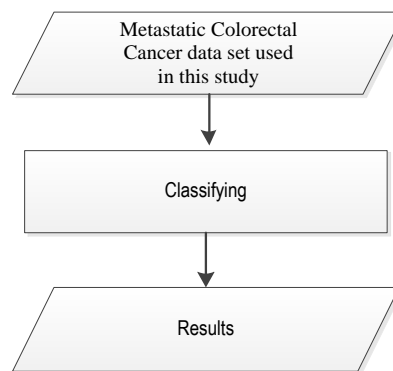 Metastatic Colorectal
Cancer data set used
in this study
Classifying
Results